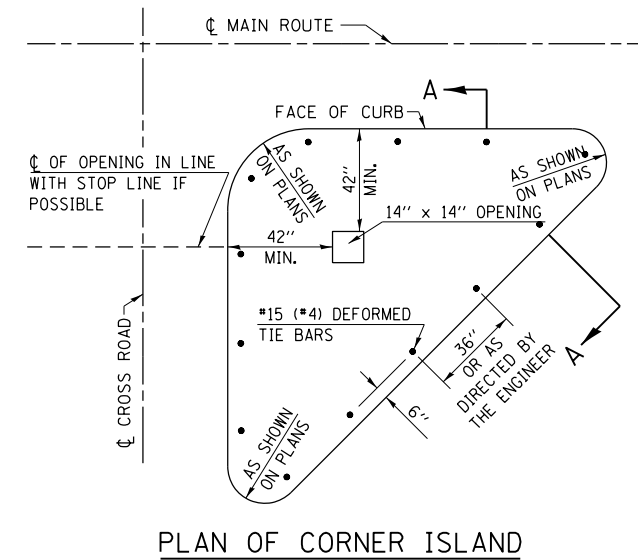 ℄ MAIN ROUTE
A
FACE OF CURB
℄ OF OPENING IN LINE
WITH STOP LINE IF
POSSIBLE
AS SHOWN
ON PLANS
42"
MIN.
AS SHOWN
ON PLANS
14" x 14" OPENING
42"
MIN.
#15 (#4) DEFORMED
TIE BARS
36"
OR AS
DIRECTED BY
THE ENGINEER
A
℄ CROSS ROAD
6"
AS SHOWN
ON PLANS
PLAN OF CORNER ISLAND